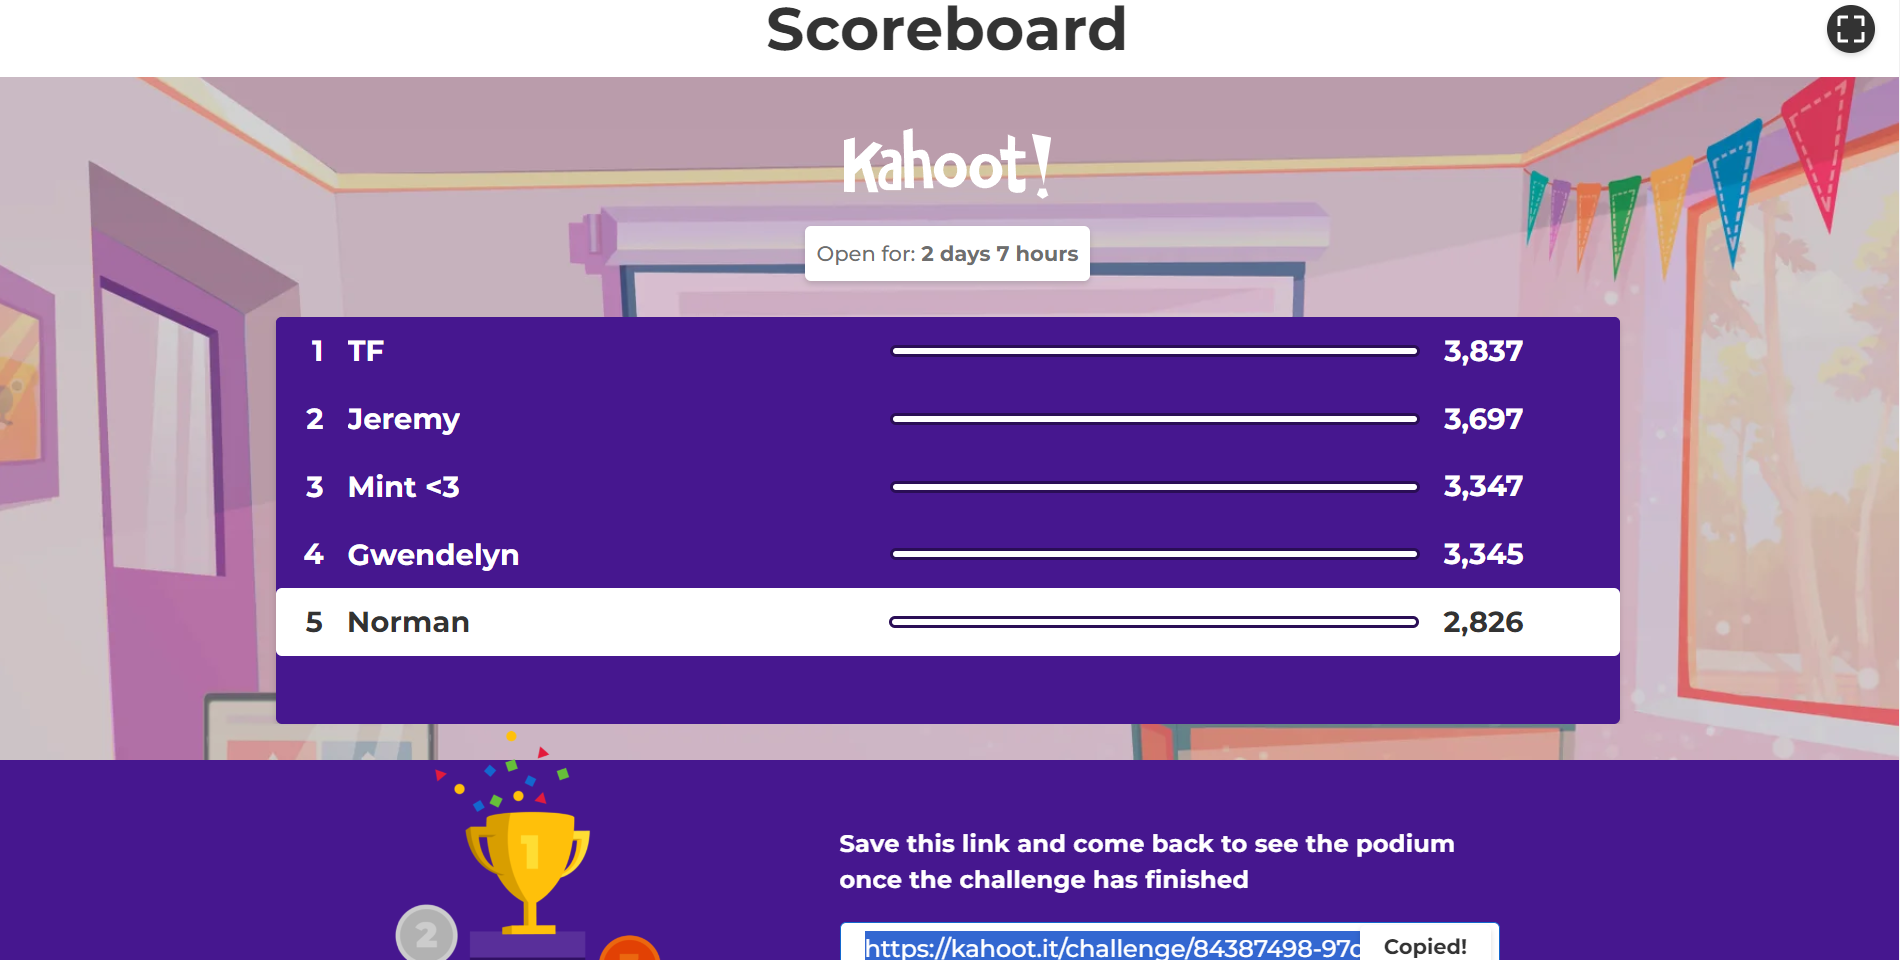 Scoreboard
Kahoot!
Open for: 2 days 7 hours
1 TF 3,837
2 Jeremy 3,697
3 Mint <3 3,347
4 Gwendelyn 3,345
5 Norman 2,826
1
2
Save this link and come back to see the podium
once the challenge has finished
https://kahoot.it/challenge/84387498-97 Copied!